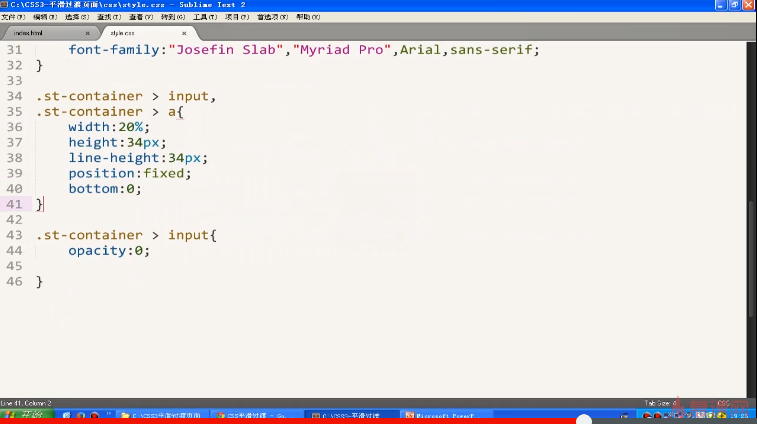 C:\CSS3-平滑过渡页面\css\style.css - Sublime Text 2
文件(F) 编辑(E) 选择(S) 查找(I) 查看(V) 转到(G) 工具(T) 项目(P) 首选项(N) 帮助(H)
index.html × style.css ×
31 font-family:"Josefin Slab","Myriad Pro",Arial,sans-serif;
32 }
33
34 .st-container > input,
35 .st-container > a{
36 width:20%;
37 height:34px;
38 line-height:34px;
39 position:fixed;
40 bottom:0;
41 }
42
43 .st-container > input{
44 opacity:0;
45
46 }
Line 41, Column 2 Tab Size: 4 CSS
开始 C:\CSS3平滑过渡页面 CSS平滑过渡 C:\CSS3-平滑过渡 Microsoft PowerP